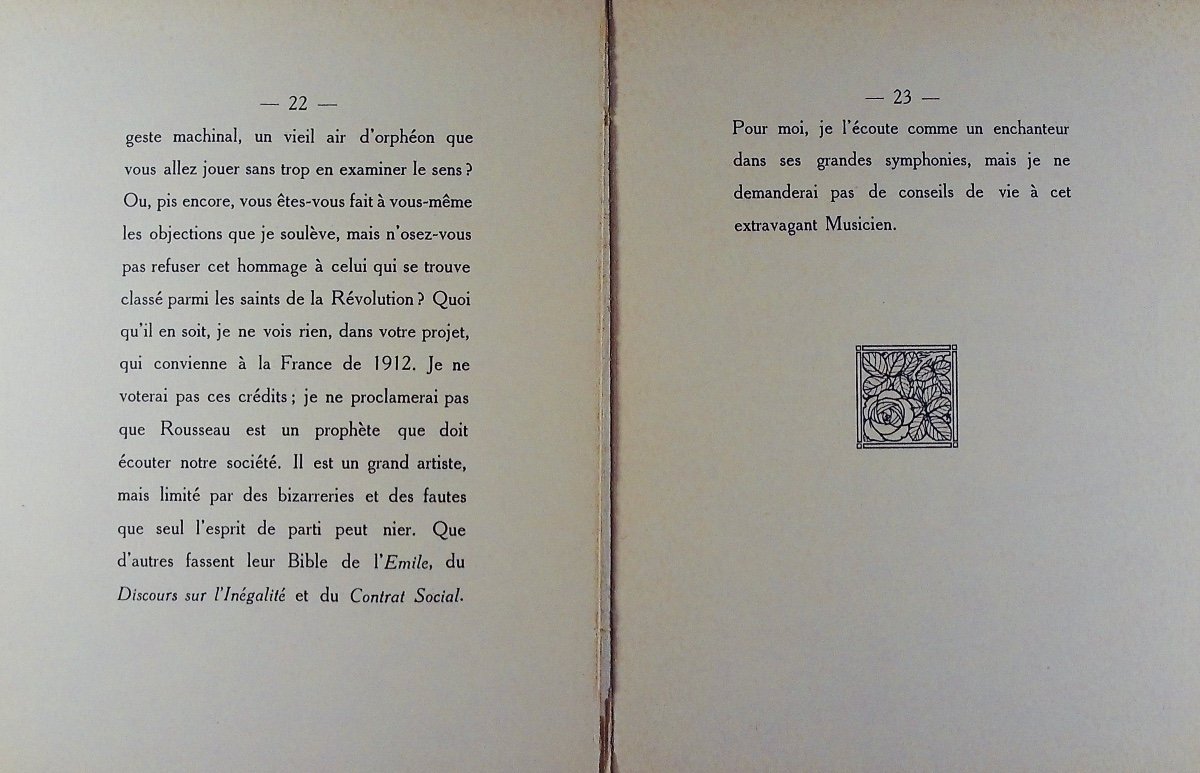 — 22 —
geste machinal, un vieil air d'orphéon que
vous allez jouer sans trop en examiner le sens ?
Ou, pis encore, vous êtes-vous fait à vous-même
les objections que je soulève, mais n'osez-vous
pas refuser cet hommage à celui qui se trouve
classé parmi les saints de la Révolution ? Quoi
qu'il en soit, je ne vois rien, dans votre projet,
qui convienne à la France de 1912. Je ne
voterai pas ces crédits ; je ne proclamerai pas
que Rousseau est un prophète que doit
écouter notre société. Il est un grand artiste,
mais limité par des bizarreries et des fautes
que seul l'esprit de parti peut nier. Que
d'autres fassent leur Bible de l'Emile, du
Discours sur l'Inégalité et du Contrat Social.
— 23 —
Pour moi, je l'écoute comme un enchanteur
dans ses grandes symphonies, mais je ne
demanderai pas de conseils de vie à cet
extravagant Musicien.